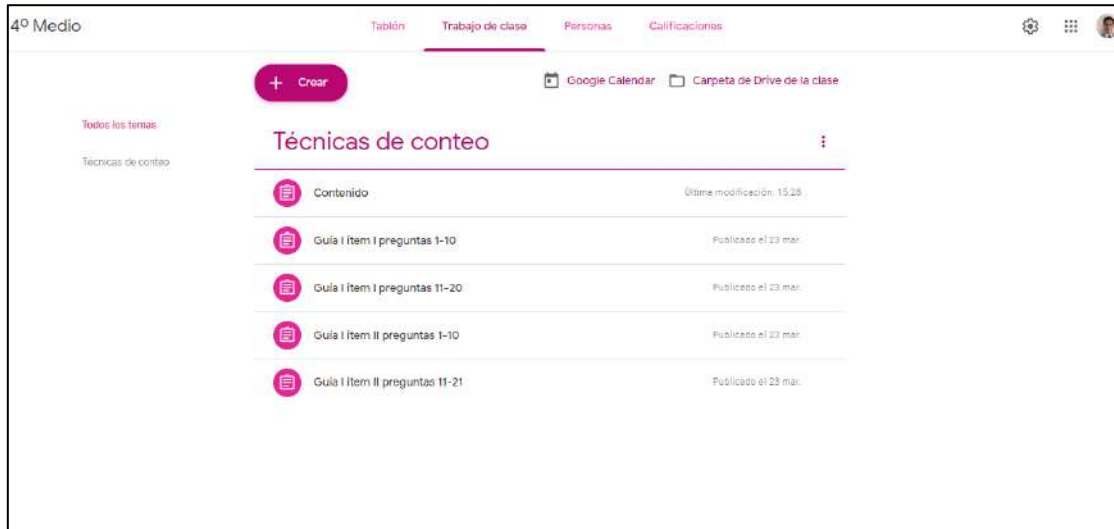 4º Medio
Tablón Trabajo de clase Personas Calificaciones
+ Crear
Google Calendar Carpeta de Drive de la clase
Todos los temas
Técnicas de conteo
Técnicas de conteo
Contenido Última modificación: 15:28
Guía I ítem I preguntas 1-10 Publicado el 23 mar.
Guía I ítem I preguntas 11-20 Publicado el 23 mar.
Guía I ítem II preguntas 1-10 Publicado el 23 mar.
Guía I ítem II preguntas 11-21 Publicado el 23 mar.